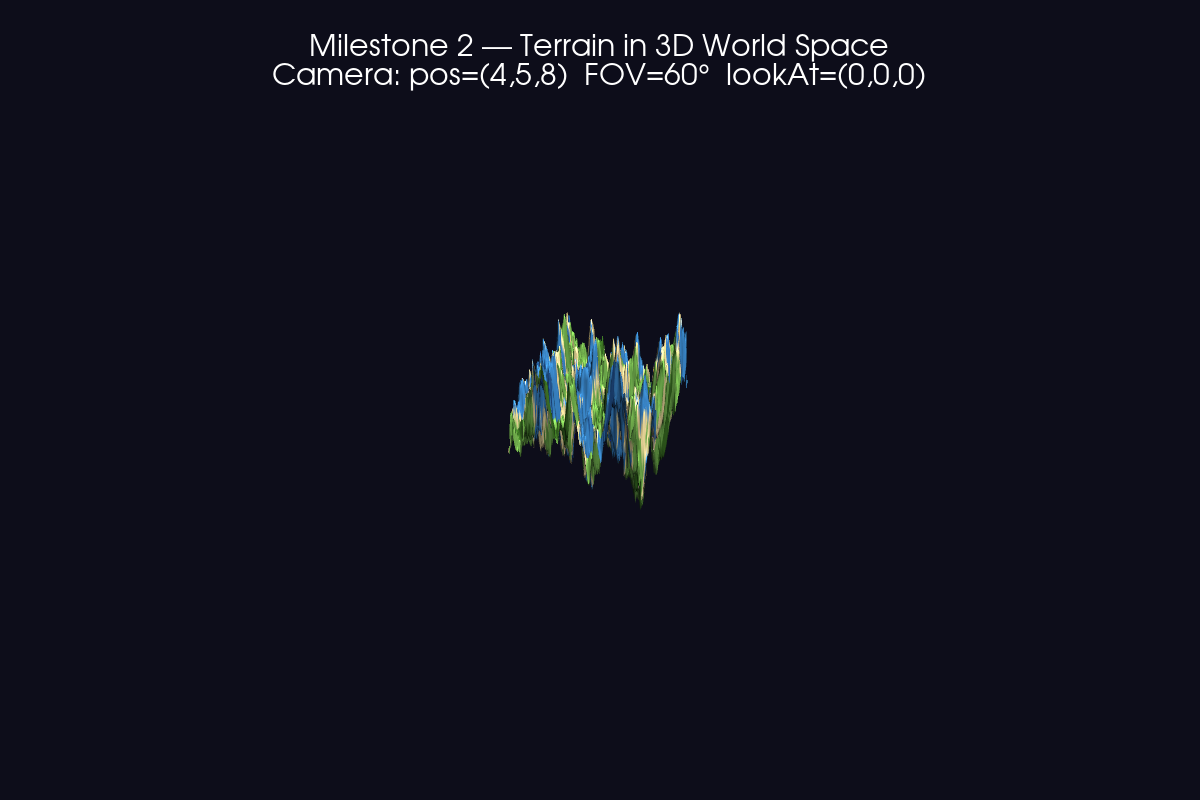 Milestone 2 — Terrain in 3D World Space
Camera: pos=(4,5,8)  FOV=60°  lookAt=(0,0,0)